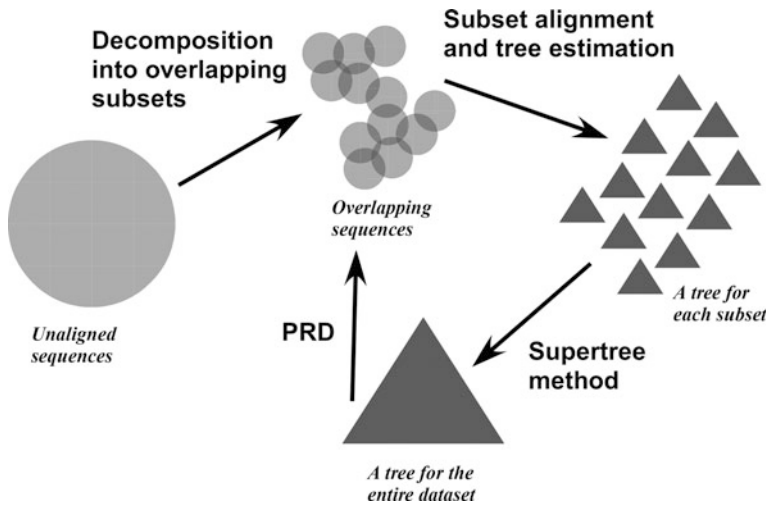 Decomposition
into overlapping
subsets
Subset alignment
and tree estimation
Overlapping
sequences
Unaligned
sequences
A tree for
each subset
PRD
Supertree
method
A tree for the
entire dataset